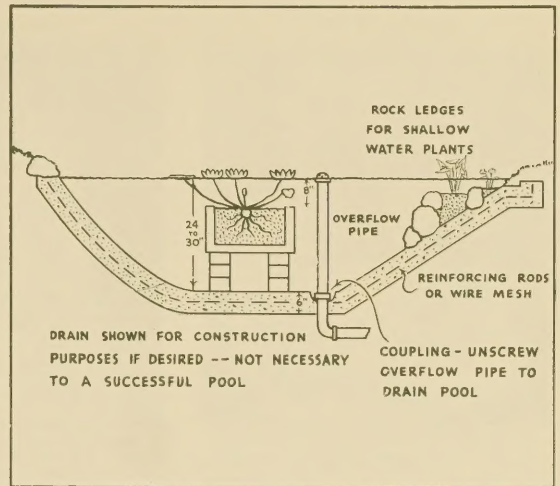 ROCK LEDGES
FOR SHALLOW
WATER PLANTS
8"
24
TO
30"
OVERFLOW
PIPE
REINFORCING RODS
OR WIRE MESH
6"
DRAIN SHOWN FOR CONSTRUCTION
PURPOSES IF DESIRED -- NOT NECESSARY
TO A SUCCESSFUL POOL
COUPLING - UNSCREW
OVERFLOW PIPE TO
DRAIN POOL